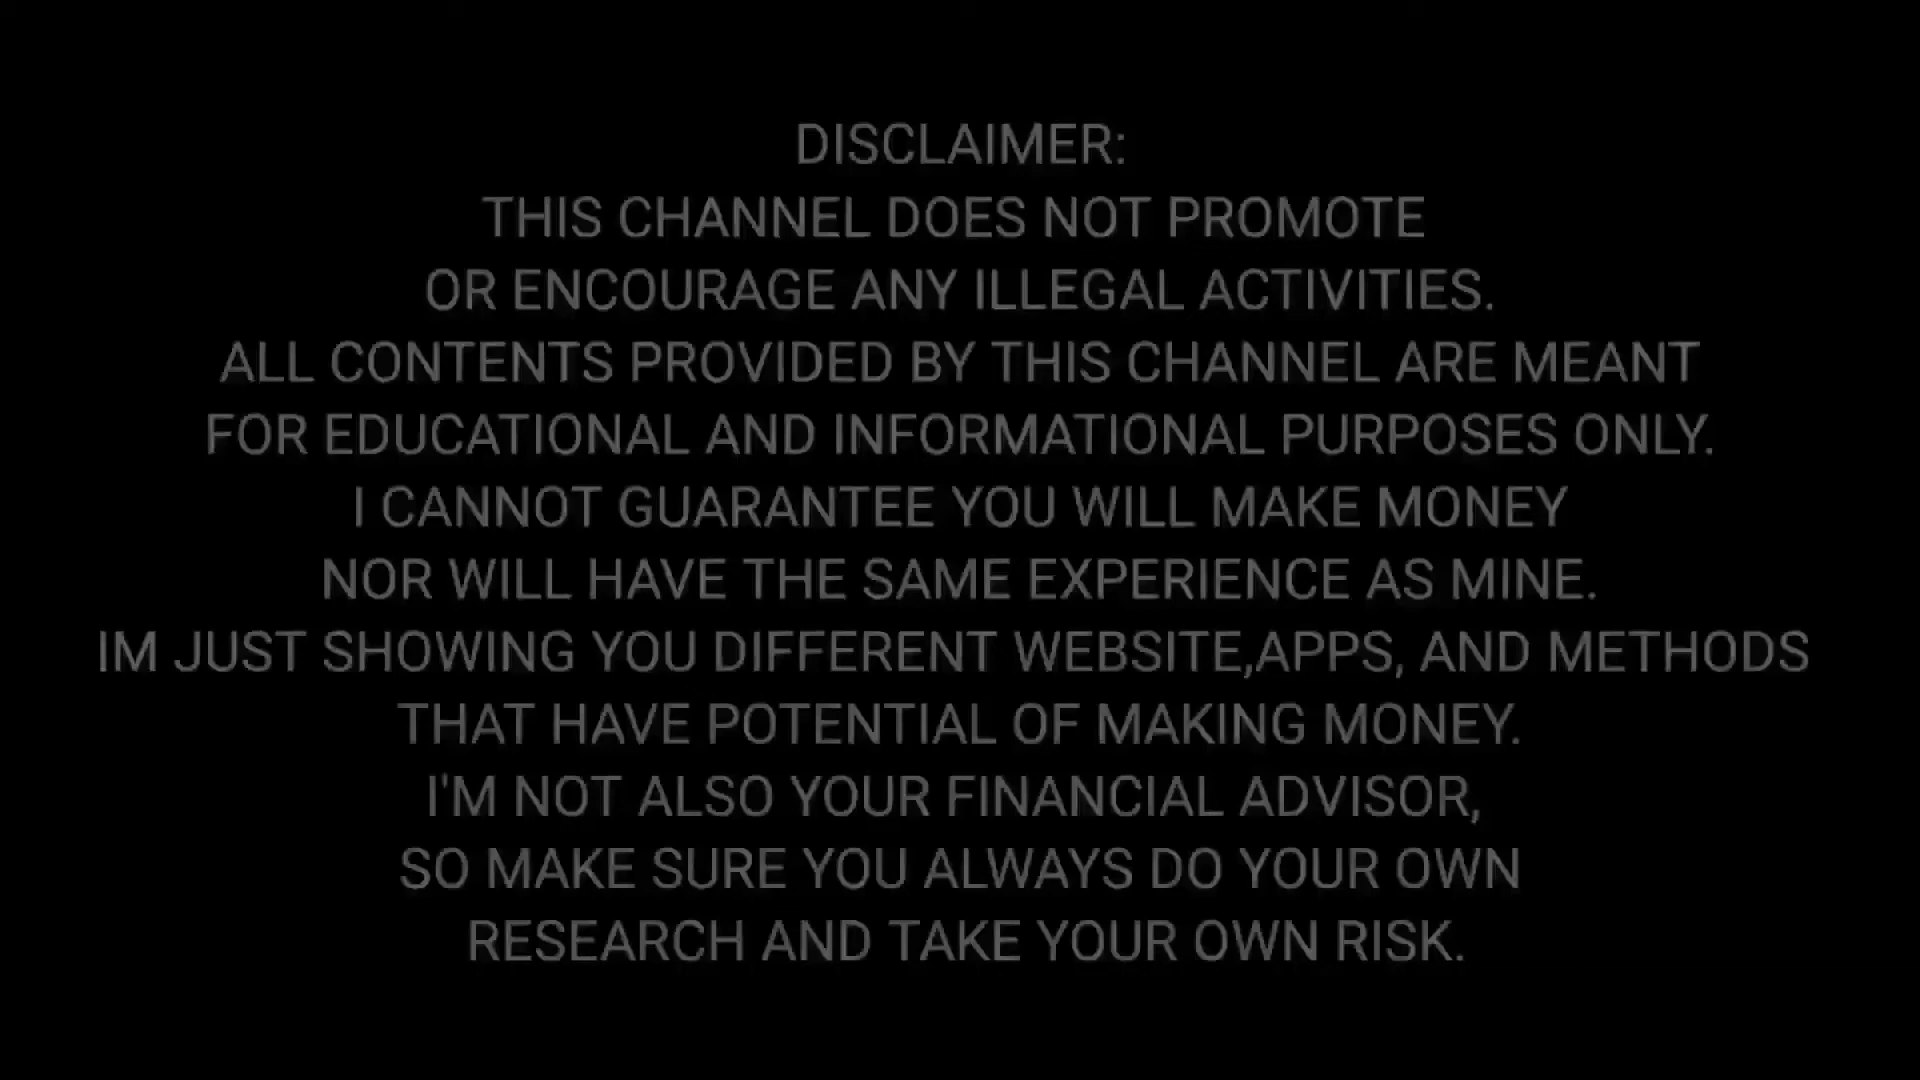 DISCLAIMER:
THIS CHANNEL DOES NOT PROMOTE
OR ENCOURAGE ANY ILLEGAL ACTIVITIES.
ALL CONTENTS PROVIDED BY THIS CHANNEL ARE MEANT
FOR EDUCATIONAL AND INFORMATIONAL PURPOSES ONLY.
I CANNOT GUARANTEE YOU WILL MAKE MONEY
NOR WILL HAVE THE SAME EXPERIENCE AS MINE.
IM JUST SHOWING YOU DIFFERENT WEBSITE,APPS, AND METHODS
THAT HAVE POTENTIAL OF MAKING MONEY.
I'M NOT ALSO YOUR FINANCIAL ADVISOR,
SO MAKE SURE YOU ALWAYS DO YOUR OWN
RESEARCH AND TAKE YOUR OWN RISK.